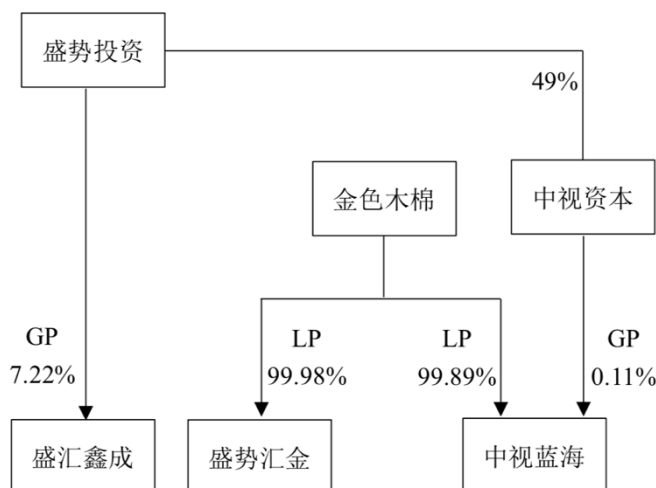 盛势投资
49%
金色木棉
中视资本
GP
7.22%
LP
99.98%
LP
99.89%
GP
0.11%
盛汇鑫成
盛势汇金
中视蓝海